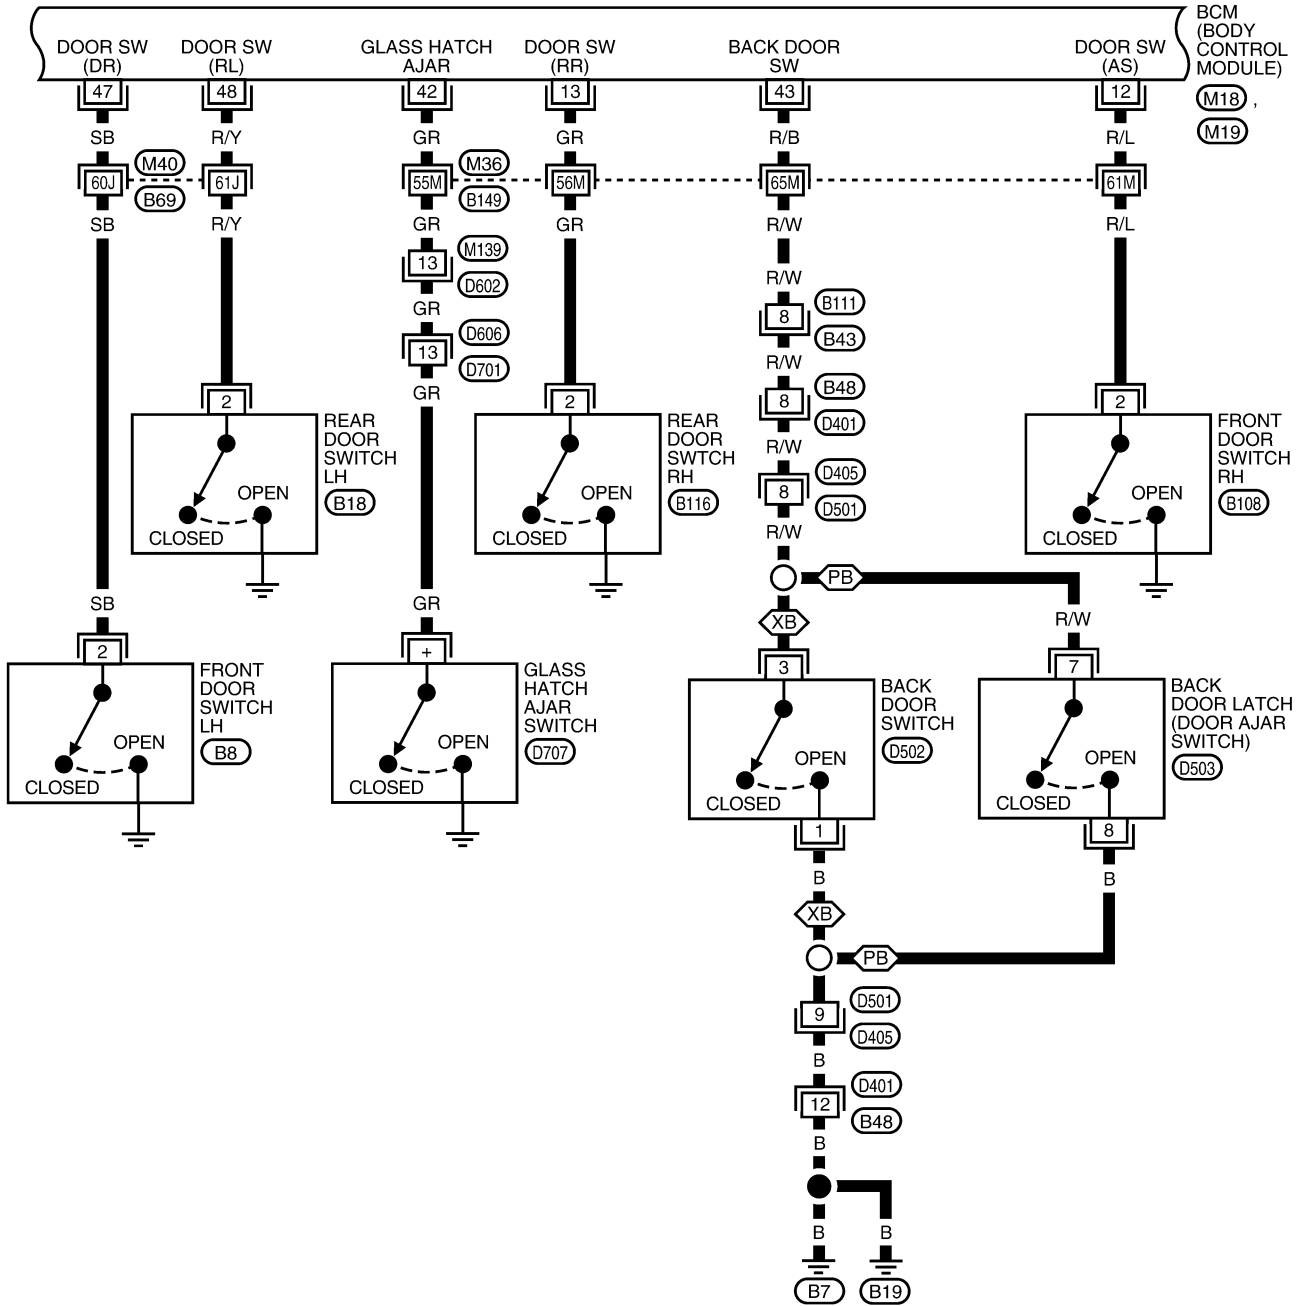 BCM
(BODY
CONTROL
MODULE)
M18 ,
M19
DOOR SW
(DR)
DOOR SW
(RL)
GLASS HATCH
AJAR
DOOR SW
(RR)
BACK DOOR
SW
DOOR SW
(AS)
47
48
42
13
43
12
SB
R/Y
GR
GR
R/B
R/L
60J
M40
B69
61J
55M
M36
B149
56M
65M
61M
SB
R/Y
GR
GR
R/W
R/L
13
M139
D602
R/W
GR
8
B111
B43
13
D606
D701
R/W
GR
8
B48
D401
R/W
8
D405
D501
R/W
2
REAR
DOOR
SWITCH
LH
B18
OPEN
CLOSED
2
REAR
DOOR
SWTCH
RH
B116
OPEN
CLOSED
2
FRONT
DOOR
SWITCH
RH
B108
OPEN
CLOSED
PB
XB
R/W
SB
GR
2
FRONT
DOOR
SWITCH
LH
B8
OPEN
CLOSED
+
GLASS
HATCH
AJAR
SWITCH
D707
OPEN
CLOSED
3
BACK
DOOR
SWITCH
D502
OPEN
CLOSED
1
7
BACK
DOOR LATCH
(DOOR AJAR
SWITCH)
D503
OPEN
CLOSED
8
B
B
XB
PB
9
D501
D405
B
12
D401
B48
B
B
B
B7
B19